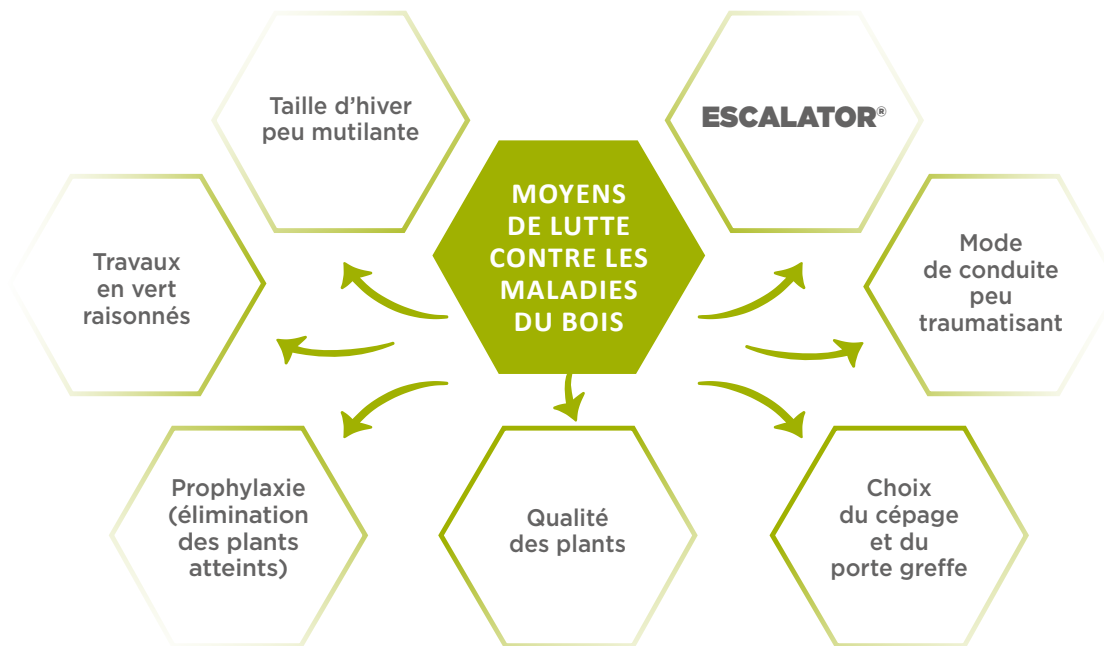 Taille d’hiver
peu mutilante
ESCALATOR®
MOYENS
DE LUTTE
CONTRE LES
MALADIES
DU BOIS
Travaux
en vert
raisonnés
Mode
de conduite
peu
traumatisant
Prophylaxie
(élimination
des plants
atteints)
Qualité
des plants
Choix
du cépage
et du
porte greffe